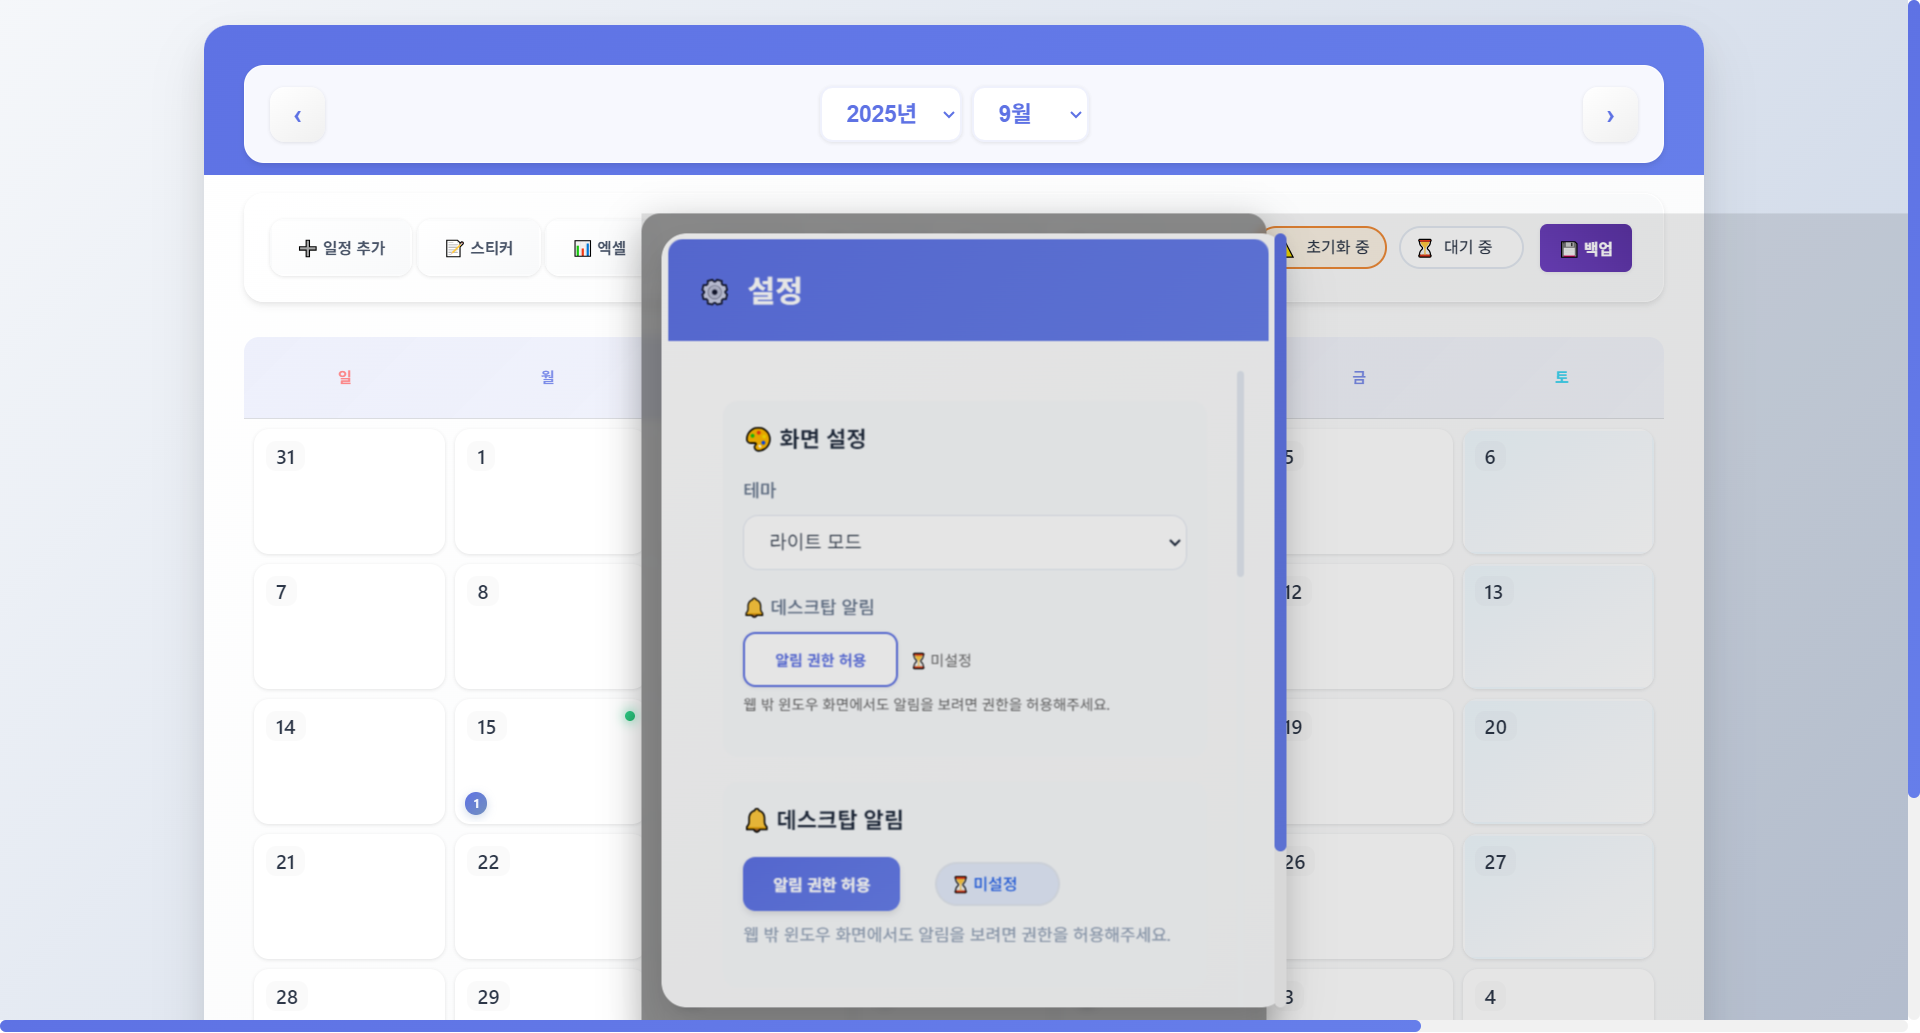 ‹
2025년
9월
›
➕ 일정 추가
📝 스티커
📊 엑셀
초기화 중
⏳ 대기 중
💾 백업
⚙ 설정
일
월
금
토
🎨 화면 설정
테마
라이트 모드
🔔 데스크탑 알림
알림 권한 허용
⏳ 미설정
웹 밖 윈도우 화면에서도 알림을 보려면 권한을 허용해주세요.
🔔 데스크탑 알림
알림 권한 허용
⏳ 미설정
웹 밖 윈도우 화면에서도 알림을 보려면 권한을 허용해주세요.
31
1
5
6
7
8
12
13
14
15
1
19
20
21
22
26
27
28
29
3
4